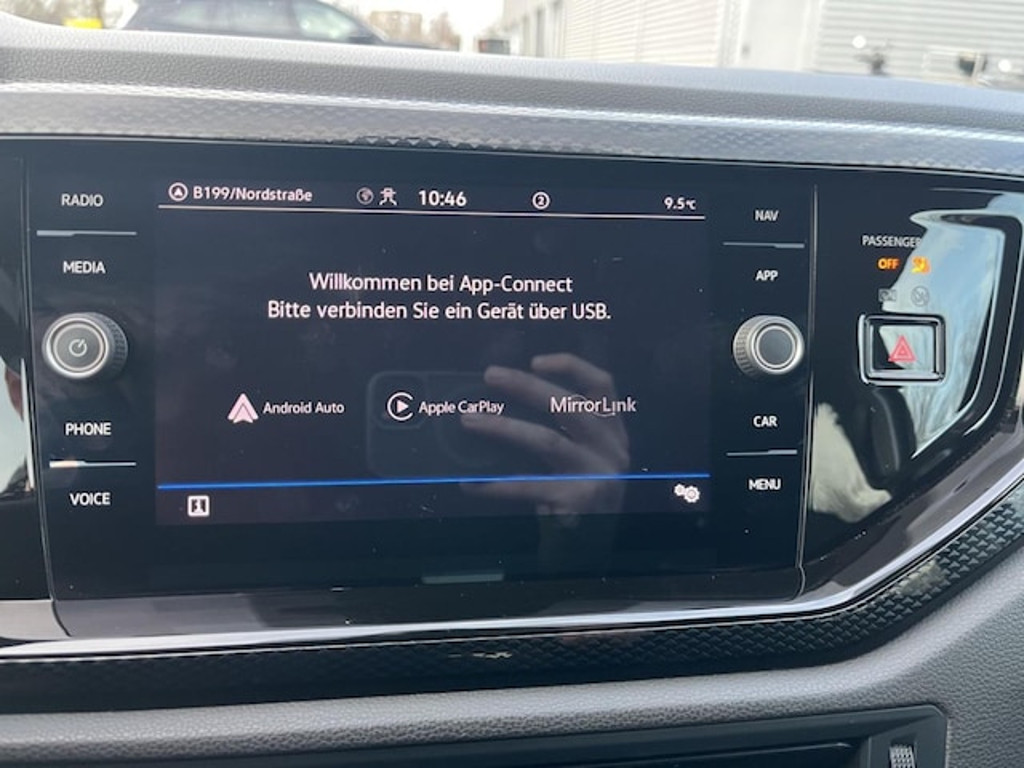 RADIO
MEDIA
PHONE
VOICE
B199/Nordstraße
10:46
2
9.5℃
Willkommen bei App-Connect
Bitte verbinden Sie ein Gerät über USB.
Android Auto
Apple CarPlay
MirrorLink
NAV
APP
CAR
MENU
PASSENGER
OFF